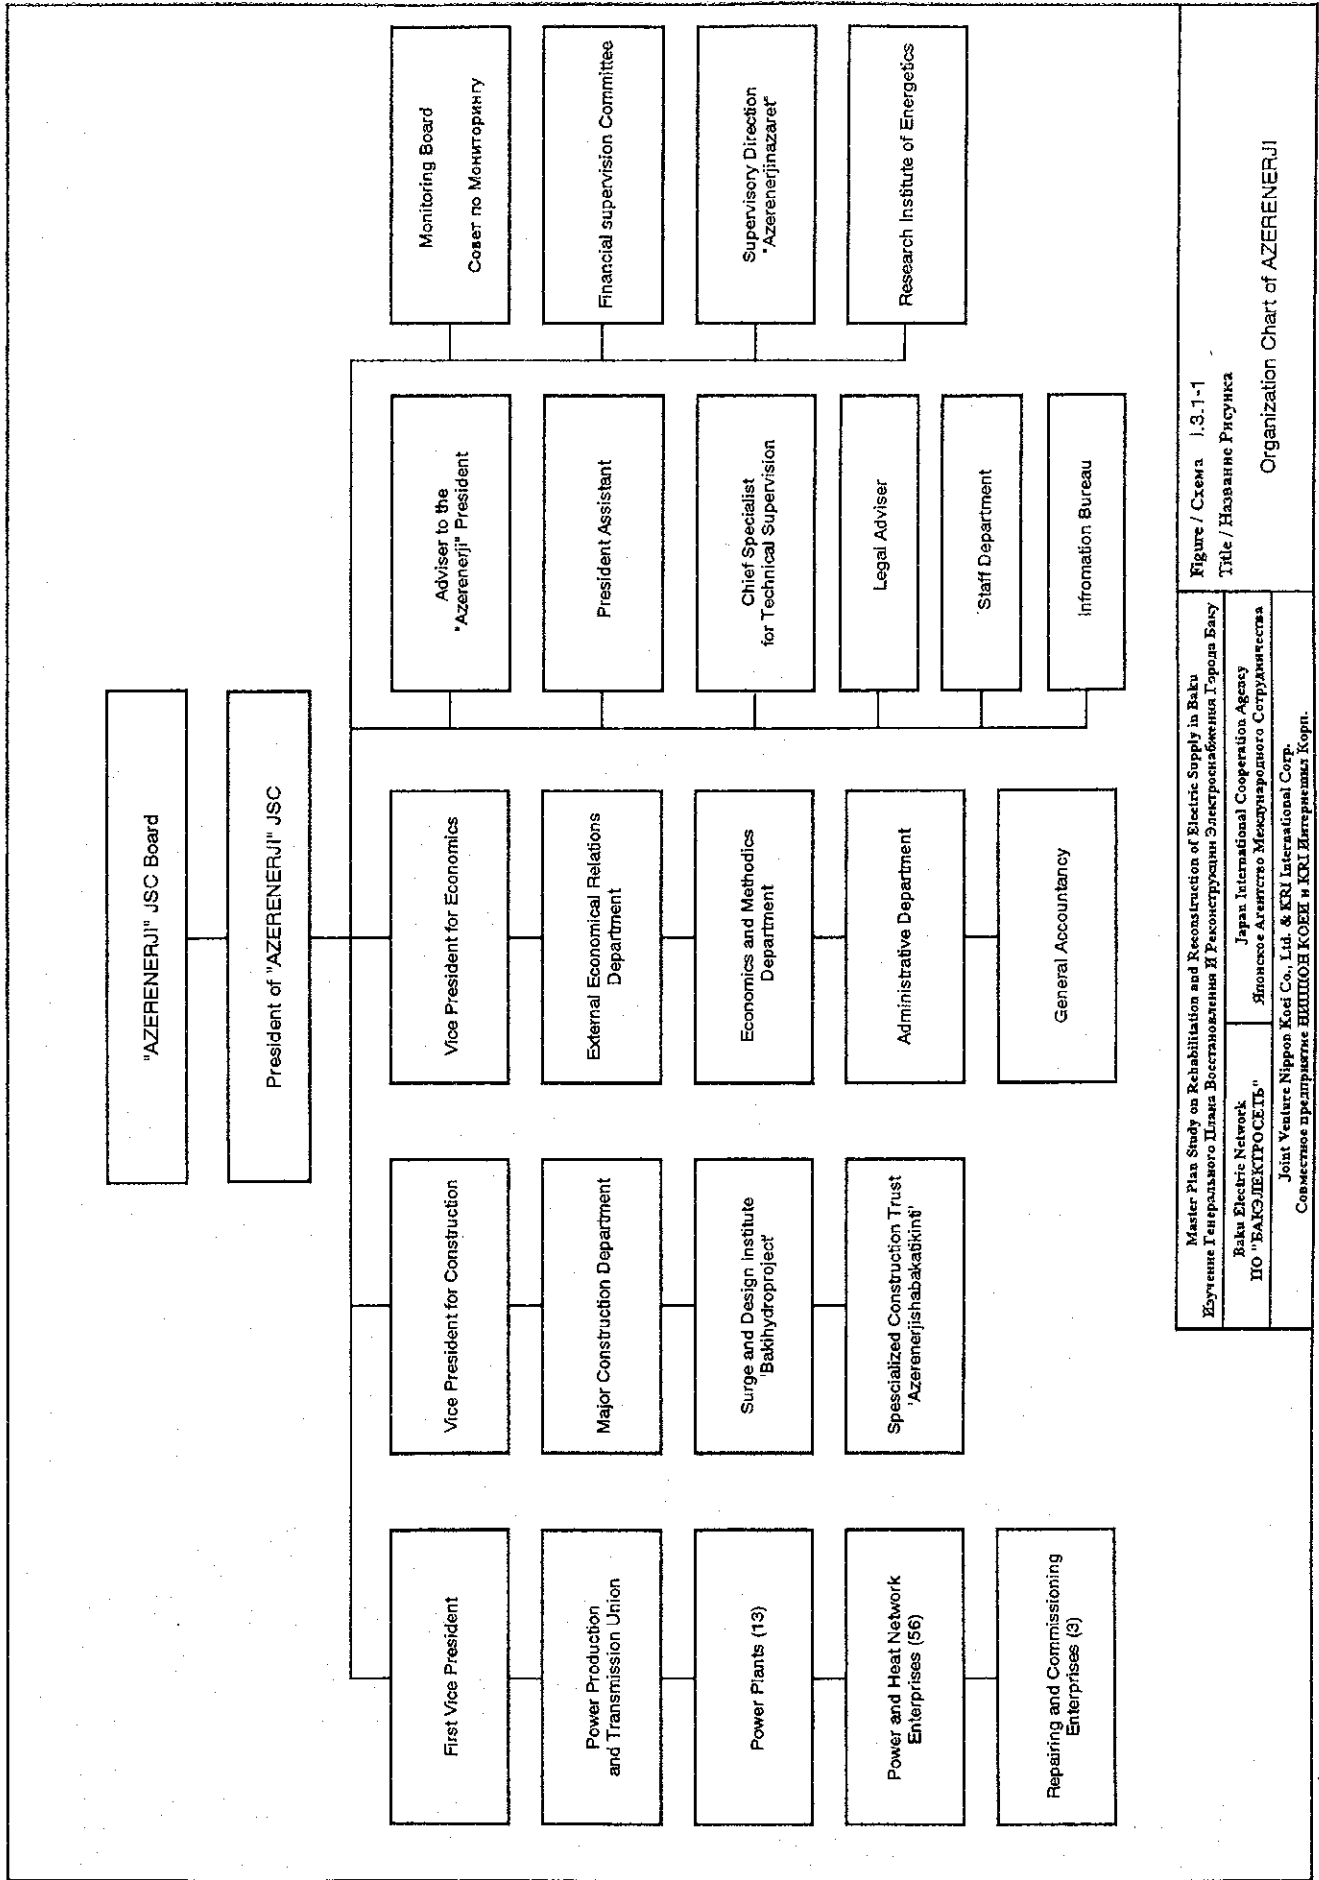 "AZERENERJI" JSC Board
President of "AZERENERJI" JSC
First Vice President
Power Production
and Transmission Union
Power Plants (13)
Power and Heat Network
Enterprises (56)
Repairing and Commissioning
Enterprises (3)
Vice President for Construction
Major Construction Department
Surge and Design Institute
'Bakihydroproject'
Spescialized Construction Trust
'Azerenerjishabakatikinti'
Vice President for Economics
External Economical Relations
Department
Economics and Methodics
Department
Administrative Department
General Accountancy
Adviser to the
"Azerenerji" President
President Assistant
Chief Specialist
for Technical Supervision
Legal Adviser
Staff Department
Infromation Bureau
Monitoring Board
Совет по Мониторингу
Financial supervision Committee
Supervisory Direction
"Azerenerjinazaret"
Research Institute of Energetics
Master Plan Study on Rehabilitation and Reconstruction of Electric Supply in Baku
Изучение Генерального Плана Восстановления И Реконструкции Электроснабжения Города Баку
Baku Electric Network
ПО "БАКЭЛЕКТРОСЕТЬ"
Japan International Cooperation Agency
Японское Агентство Международного Сотрудничества
Joint Venture Nippon Koei Co., Ltd. & KRI International Corp.
Совместное предприятие НИППОН КОЕИ и KRI Интернешнл Корп.
Figure / Схема I.3.1-1
Title / Название Рисунка
Organization Chart of AZERENERJI